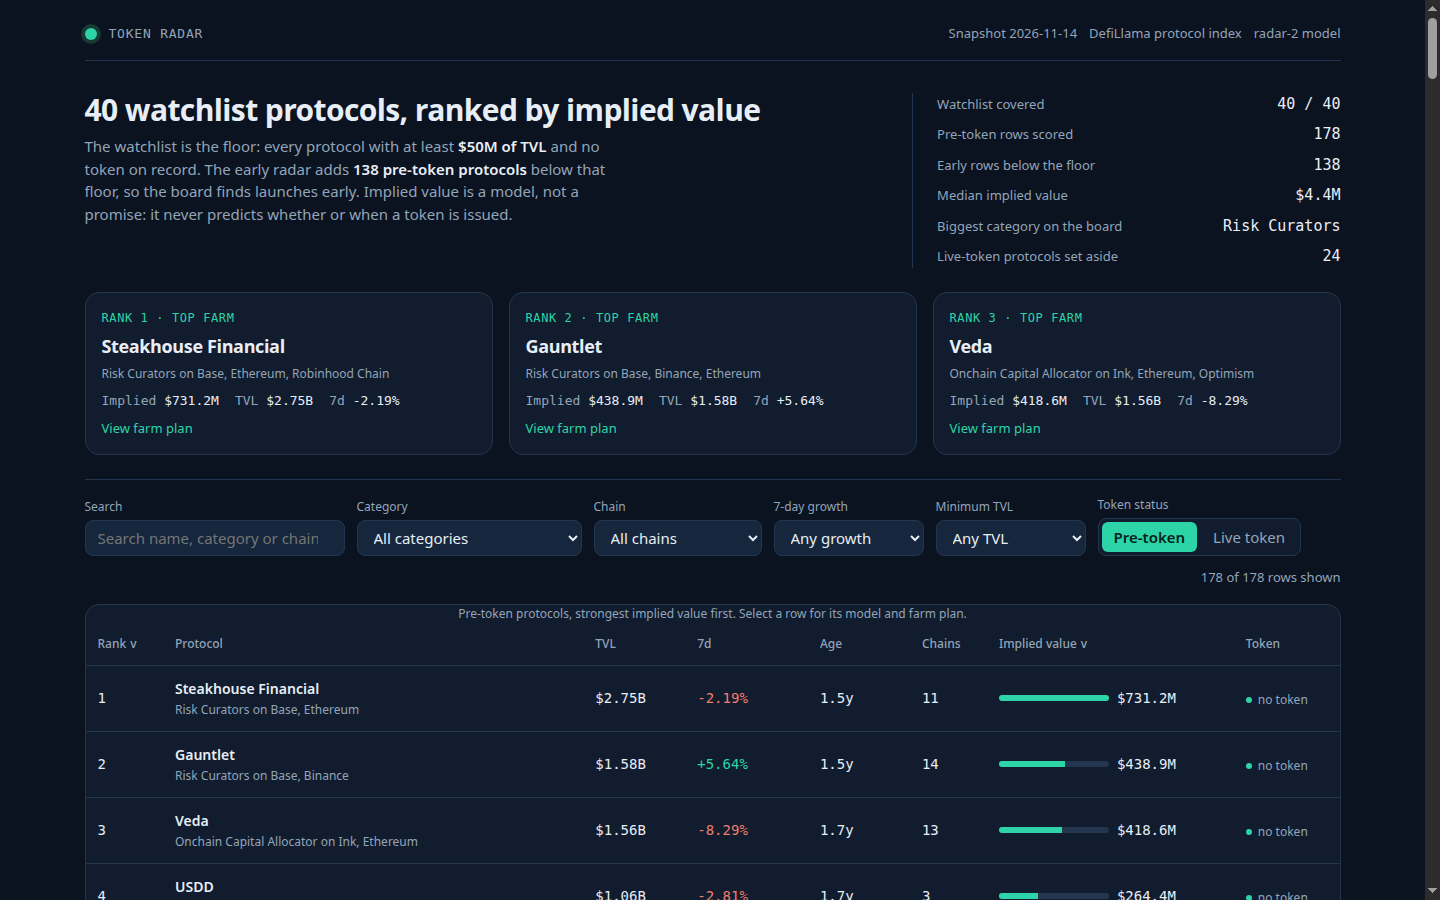 TOKEN RADAR
Snapshot 2026-11-14 DefiLlama protocol index radar-2 model
40 watchlist protocols, ranked by implied value
The watchlist is the floor: every protocol with at least $50M of TVL and no
token on record. The early radar adds 138 pre-token protocols below that
floor, so the board finds launches early. Implied value is a model, not a
promise: it never predicts whether or when a token is issued.
Watchlist covered 40 / 40
Pre-token rows scored 178
Early rows below the floor 138
Median implied value $4.4M
Biggest category on the board Risk Curators
Live-token protocols set aside 24
RANK 1 · TOP FARM
Steakhouse Financial
Risk Curators on Base, Ethereum, Robinhood Chain
Implied $731.2M TVL $2.75B 7d -2.19%
View farm plan
RANK 2 · TOP FARM
Gauntlet
Risk Curators on Base, Binance, Ethereum
Implied $438.9M TVL $1.58B 7d +5.64%
View farm plan
RANK 3 · TOP FARM
Veda
Onchain Capital Allocator on Ink, Ethereum, Optimism
Implied $418.6M TVL $1.56B 7d -8.29%
View farm plan
Search Category Chain 7-day growth Minimum TVL Token status
Search name, category or chain All categories All chains Any growth Any TVL Pre-token Live token
178 of 178 rows shown
Pre-token protocols, strongest implied value first. Select a row for its model and farm plan.
Rank v Protocol TVL 7d Age Chains Implied value v Token
1 Steakhouse Financial $2.75B -2.19% 1.5y 11 $731.2M no token
Risk Curators on Base, Ethereum
2 Gauntlet $1.58B +5.64% 1.5y 14 $438.9M no token
Risk Curators on Base, Binance
3 Veda $1.56B -8.29% 1.7y 13 $418.6M no token
Onchain Capital Allocator on Ink, Ethereum
4 USDD $1.06B -2.81% 1.7y 3 $264.4M no token